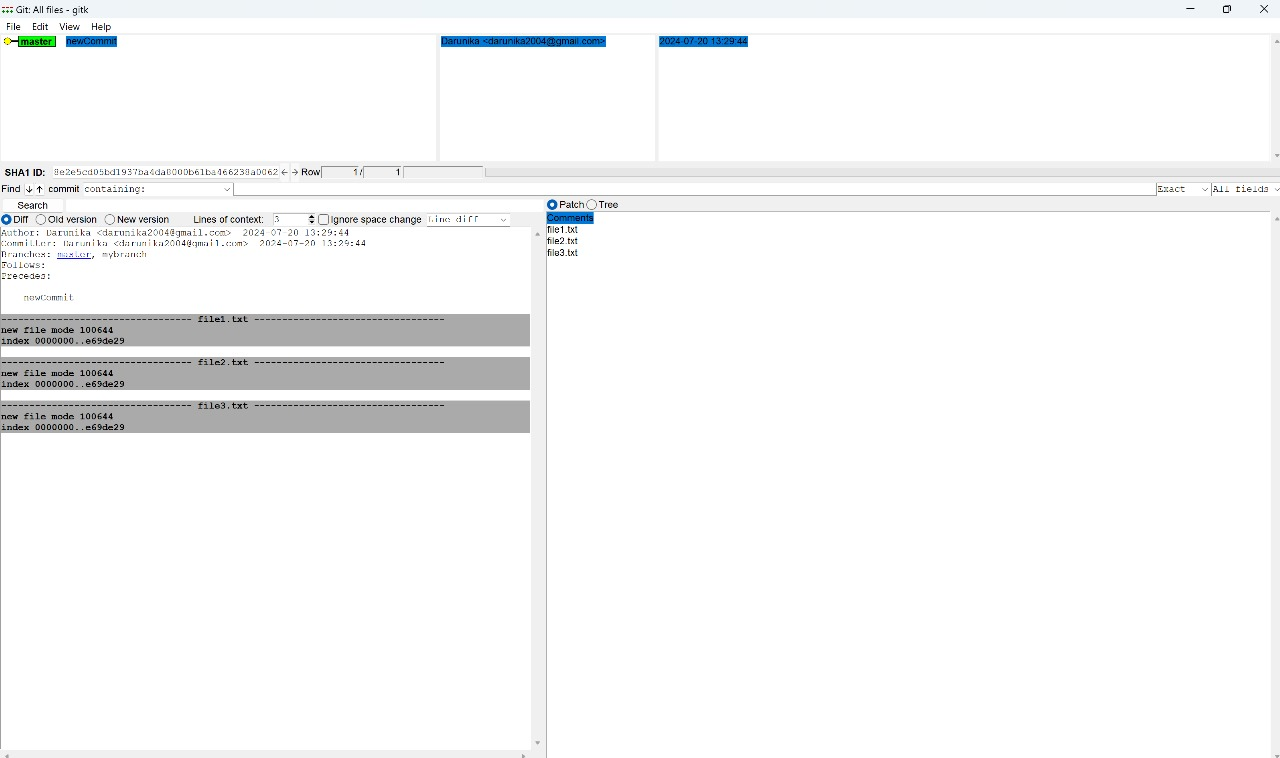 Git: All files - gitk
File Edit View Help
master newCommit Darunika <darunika2004@gmail.com> 2024-07-20 13:29:44
SHA1 ID: 8e2e5cd05bd1937ba4da0000b61ba466238a0062 ← → Row 1 / 1
Find ↓ ↑ commit containing: Exact All fields
Search
Patch Tree
Diff Old version New version Lines of context: 3 Ignore space change Line diff
Comments
file1.txt
file2.txt
file3.txt
Author: Darunika <darunika2004@gmail.com> 2024-07-20 13:29:44
Committer: Darunika <darunika2004@gmail.com> 2024-07-20 13:29:44
Branches: master, mybranch
Follows:
Precedes:
newCommit
---------------------------------- file1.txt ----------------------------------
new file mode 100644
index 0000000..e69de29
---------------------------------- file2.txt ----------------------------------
new file mode 100644
index 0000000..e69de29
---------------------------------- file3.txt ----------------------------------
new file mode 100644
index 0000000..e69de29